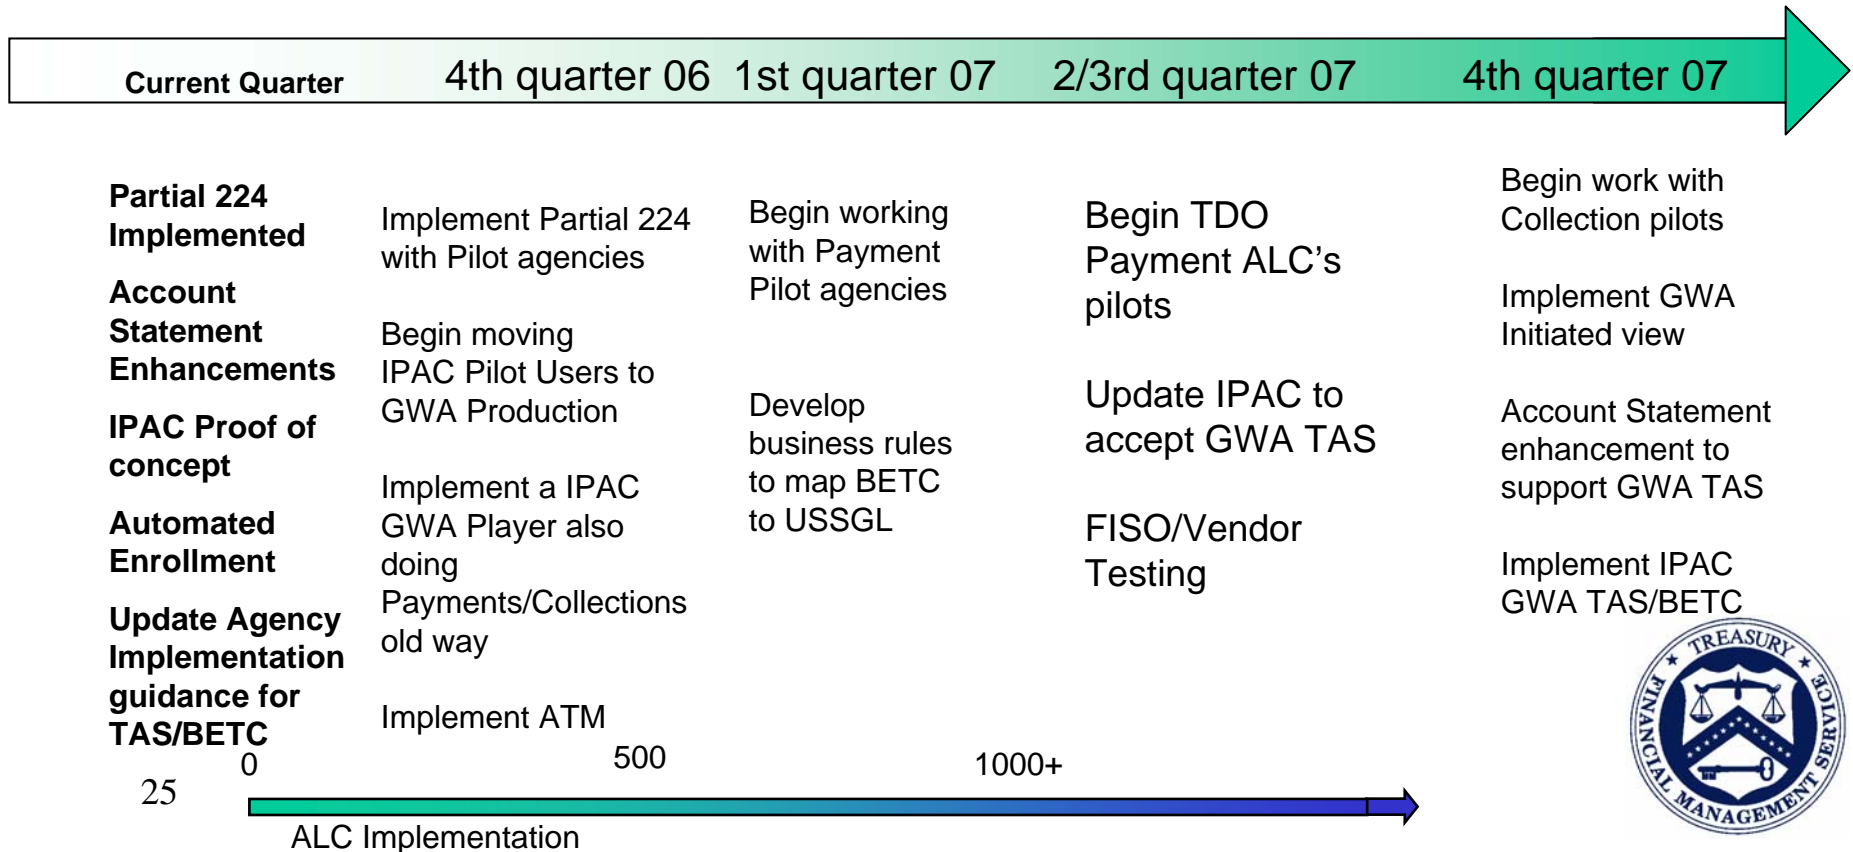 Current Quarter
4th quarter 06
1st quarter 07
2/3rd quarter 07
4th quarter 07
Partial 224
Implemented
Account
Statement
Enhancements
IPAC Proof of
concept
Automated
Enrollment
Update Agency
Implementation
guidance for
TAS/BETC
Implement Partial 224
with Pilot agencies
Begin moving
IPAC Pilot Users to
GWA Production
Implement a IPAC
GWA Player also
doing
Payments/Collections
old way
Implement ATM
Begin working
with Payment
Pilot agencies
Develop
business rules
to map BETC
to USSGL
Begin TDO
Payment ALC's
pilots
Update IPAC to
accept GWA TAS
FISO/Vendor
Testing
Begin work with
Collection pilots
Implement GWA
Initiated view
Account Statement
enhancement to
support GWA TAS
Implement IPAC
GWA TAS/BETC
TREASURY
FINANCIAL MANAGEMENT SERVICE
0
500
1000+
25
ALC Implementation